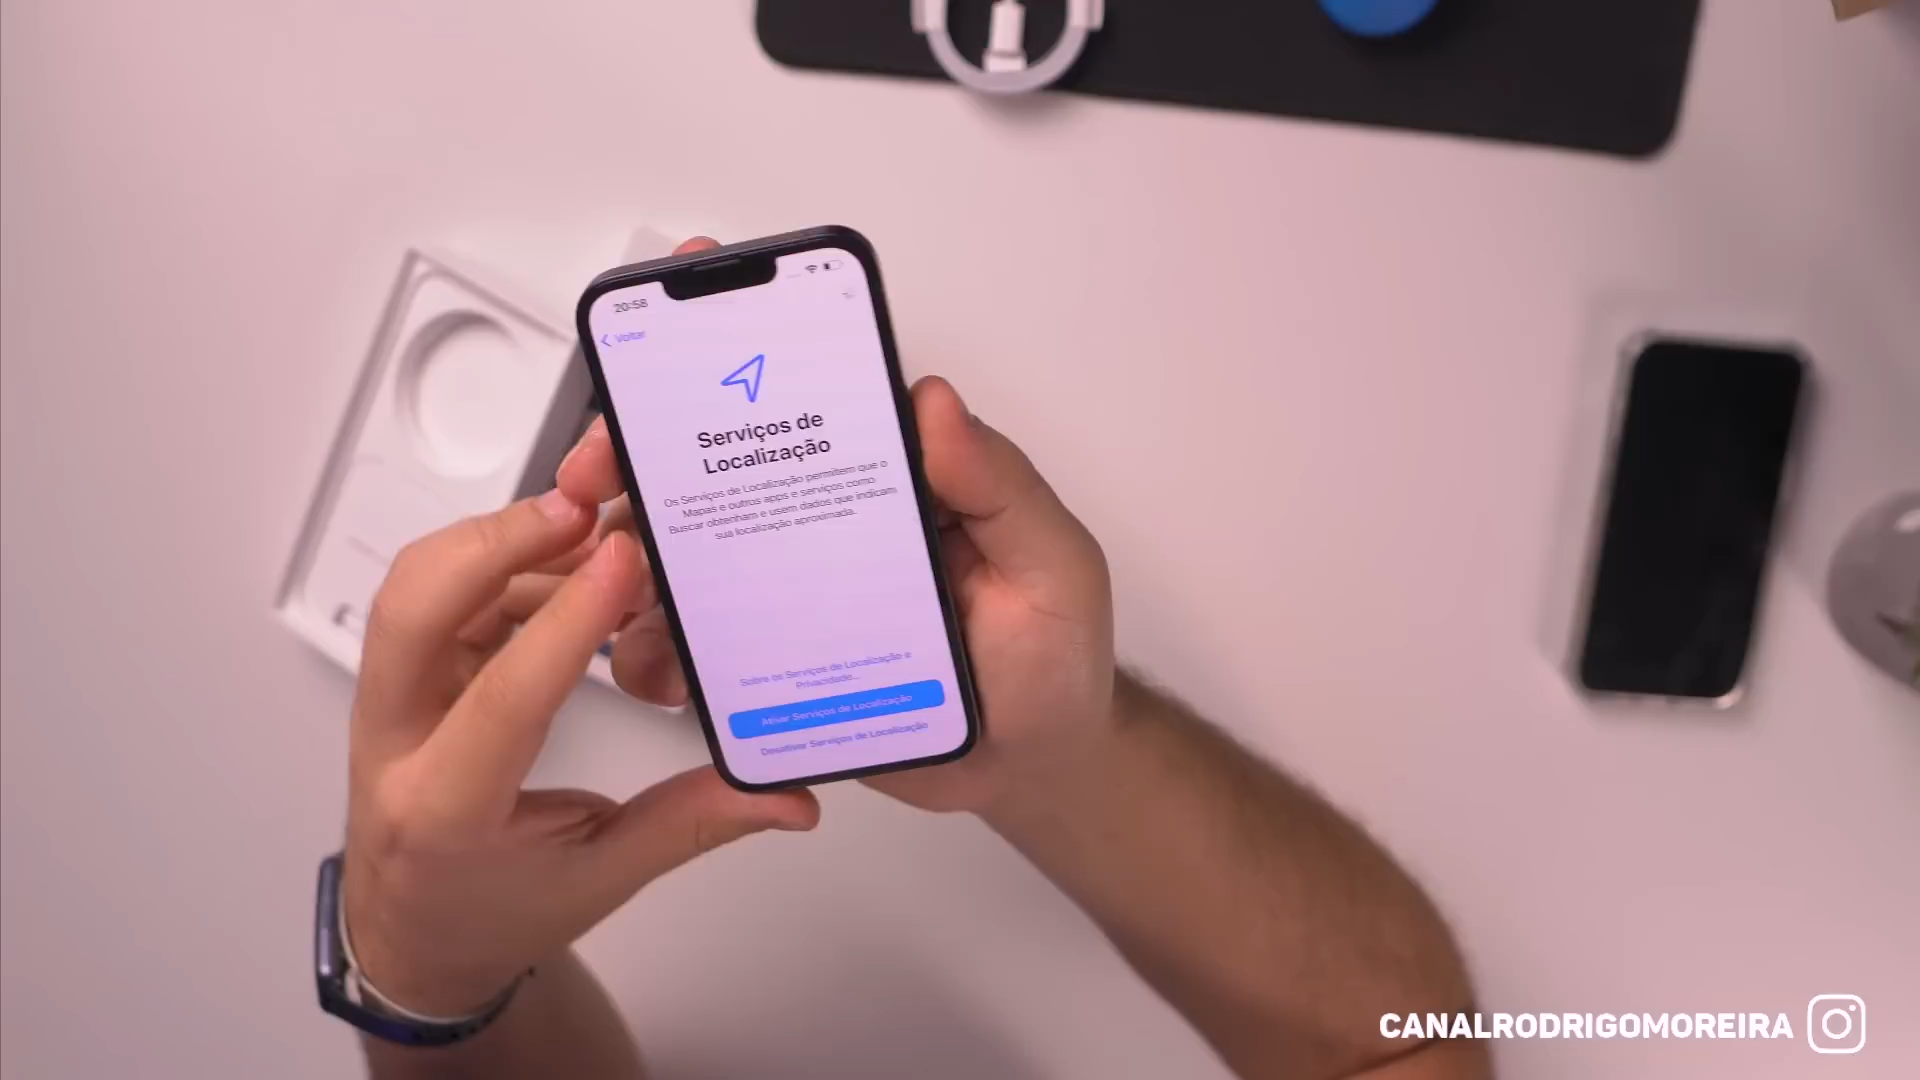 20:58
Voltar
Serviços de
Localização
Os Serviços de Localização permitem que o
Mapas e outros apps e serviços como
Buscar obtenham e usem dados que indicam
sua localização aproximada.
Sobre os Serviços de Localização e
Privacidade...
Ativar Serviços de Localização
Desativar Serviços de Localização
CANALRODRIGOMOREIRA